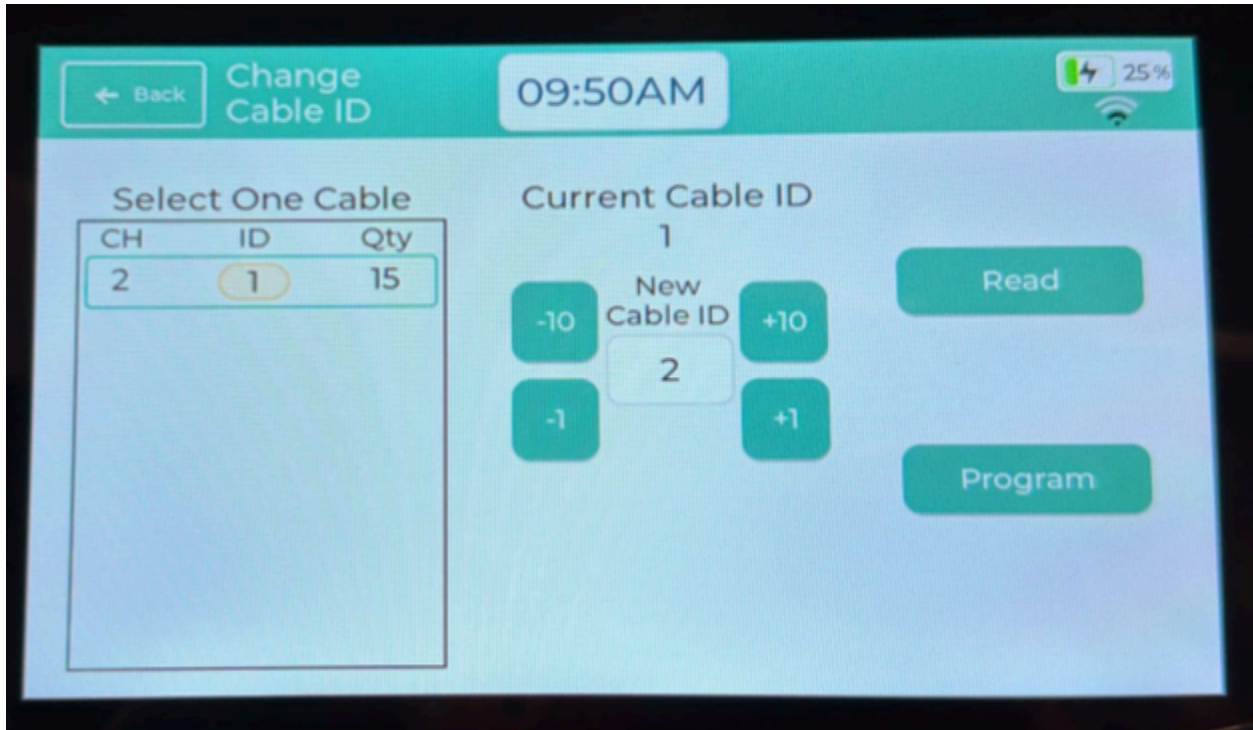 ← Back
Change
Cable ID
09:50AM
25%
Select One Cable
CH ID Qty
2 1 15
Current Cable ID
1
New
Cable ID
2
-10
+10
-1
+1
Read
Program